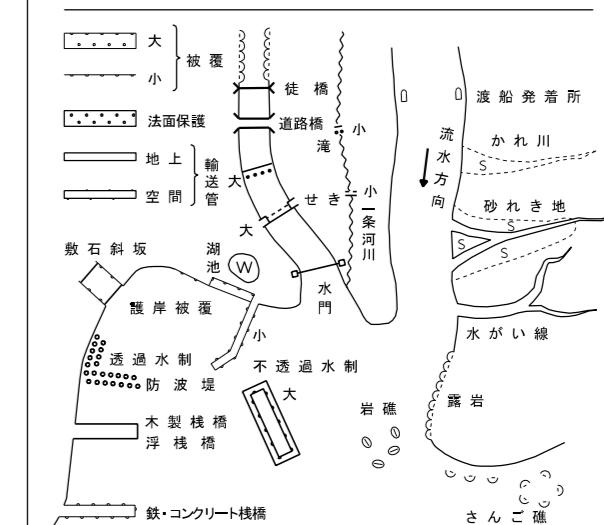 大
小
被覆
法面保護
地上
空間
輸送管
徒橋
道路橋
小
滝
大
せき
小
一条河川
大
渡船発着所
流水方向
かれ川
S
砂れき地
S
S
S
敷石斜坂
湖池
W
水門
護岸被覆
小
水がい線
透過水制
防波堤
不透過水制
大
岩礁
露岩
木製桟橋
浮桟橋
鉄・コンクリート桟橋
さんご礁